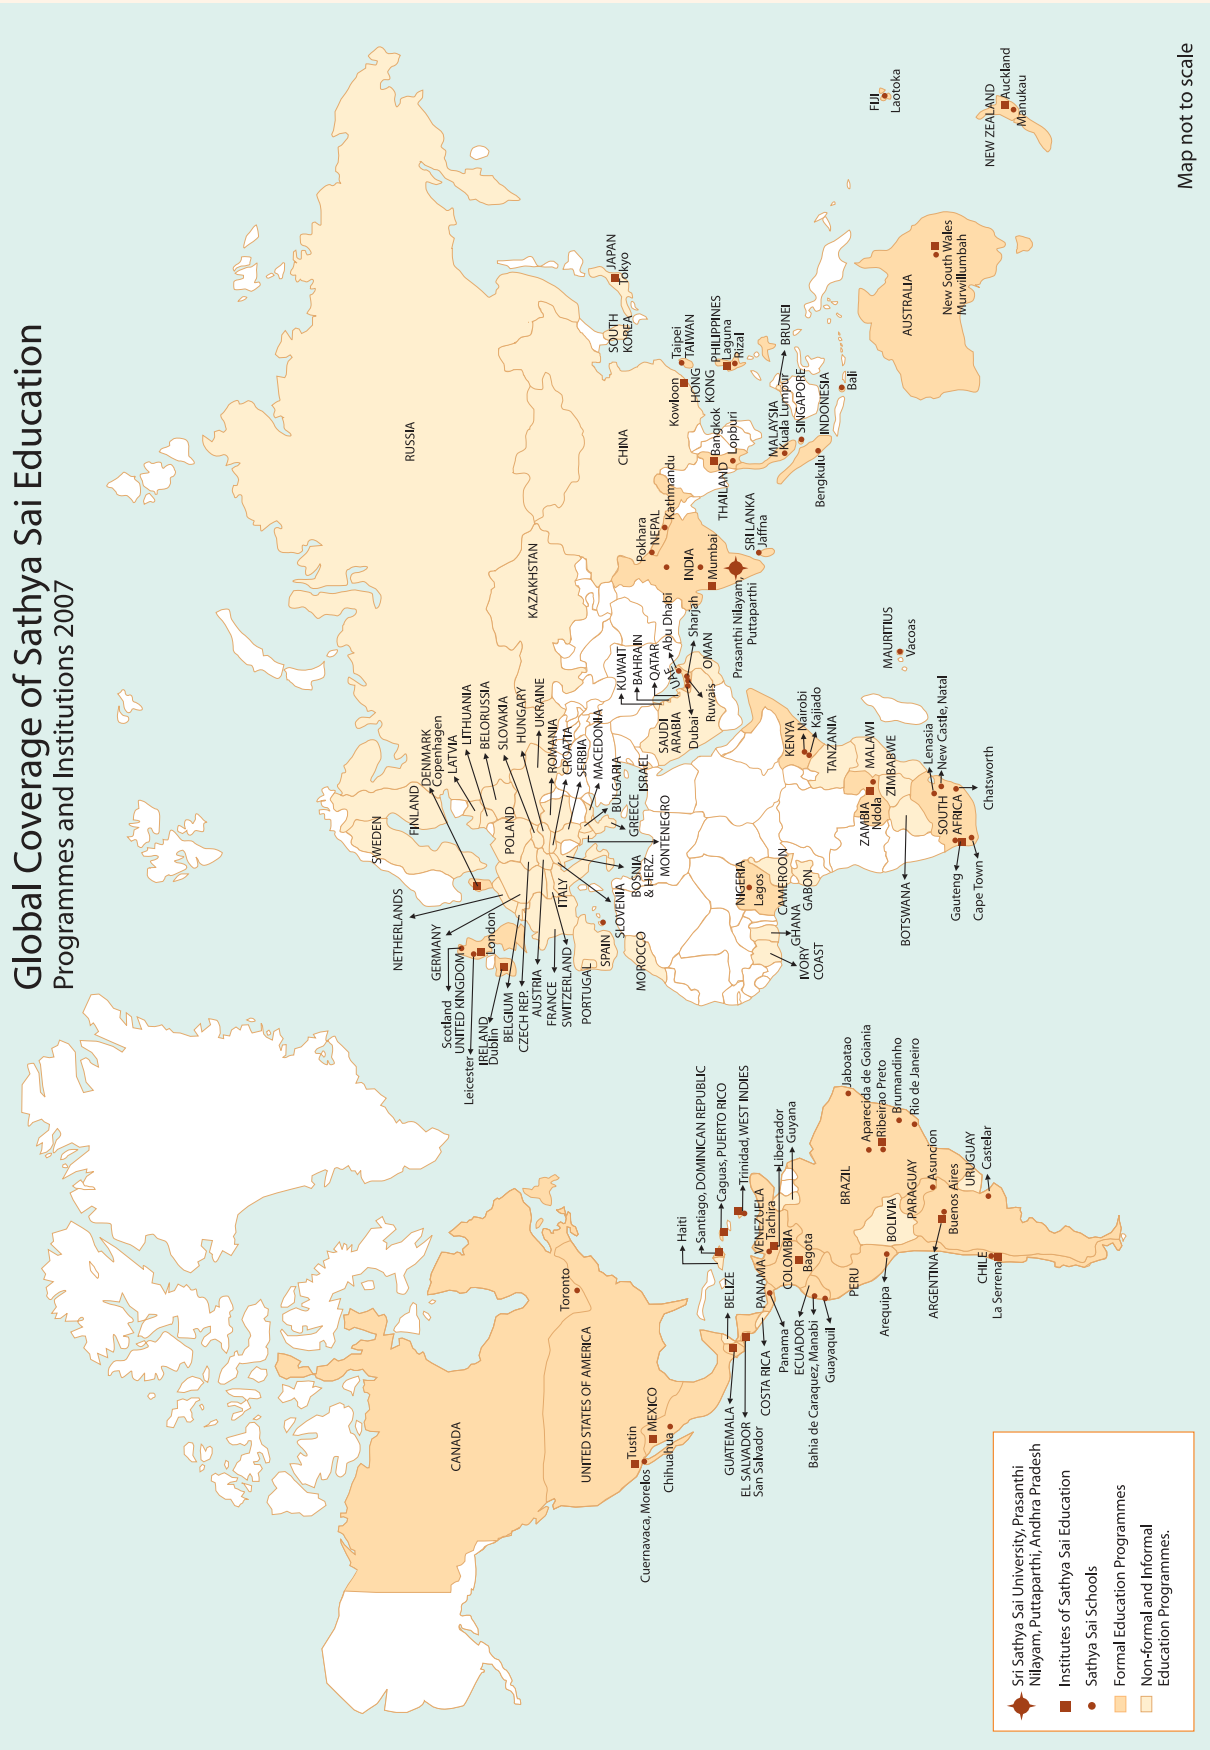 Global Coverage of Sathya Sai Education
Programmes and Institutions 2007
CANADA
Toronto
UNITED STATES OF AMERICA
Tustin
MEXICO
Cuernavaca, Morelos
Chihuahua
GUATEMALA
BELIZE
EL SALVADOR
San Salvador
COSTA RICA
PANAMA
Panama
Haiti
Santiago, DOMINICAN REPUBLIC
Caguas, PUERTO RICO
Trinidad, WEST INDIES
VENEZUELA
Tachira
Libertador
Guyana
COLOMBIA
Bagota
ECUADOR
Bahia de Caraquez, Manabi
Guayaquil
PERU
Arequipa
BRAZIL
Jaboatao
Aparecida de Goiania
Ribeirao Preto
Brumandinho
Rio de Janeiro
BOLIVIA
PARAGUAY
Asuncion
ARGENTINA
Buenos Aires
URUGUAY
Castelar
CHILE
La Serrena
Scotland
UNITED KINGDOM
Leicester
London
IRELAND
Dublin
NETHERLANDS
GERMANY
BELGIUM
CZECH REP.
AUSTRIA
FRANCE
SWITZERLAND
PORTUGAL
SPAIN
ITALY
SLOVENIA
BOSNIA
& HERZ.
MONTENEGRO
SWEDEN
FINLAND
DENMARK
Copenhagen
LATVIA
LITHUANIA
BELORUSSIA
SLOVAKIA
HUNGARY
UKRAINE
POLAND
ROMANIA
CROATIA
SERBIA
MACEDONIA
BULGARIA
GREECE
ISRAEL
RUSSIA
KAZAKHSTAN
CHINA
SOUTH
KOREA
JAPAN
Tokyo
Taipei
TAIWAN
Kowloon
HONG
KONG
PHILIPPINES
Laguna
Rizal
Bangkok
Lopburi
THAILAND
MALAYSIA
Kuala Lumpur
SINGAPORE
BRUNEI
INDONESIA
Bengkulu
Bali
Pokhara
NEPAL
Kathmandu
INDIA
Mumbai
Prasanthi Nilayam,
Puttaparthi
SRI LANKA
Jaffna
KUWAIT
BAHRAIN
QATAR
UAE
Abu Dhabi
Sharjah
OMAN
SAUDI
ARABIA
Dubai
Ruwais
MOROCCO
IVORY
COAST
GHANA
NIGERIA
Lagos
CAMEROON
GABON
KENYA
Nairobi
Kajiado
TANZANIA
MALAWI
ZAMBIA
Ndola
ZIMBABWE
BOTSWANA
SOUTH
AFRICA
Lenasia
New Castle, Natal
Chatsworth
Gauteng
Cape Town
MAURITIUS
Vacoas
AUSTRALIA
New South Wales
Murwillumbah
FIJI
Laotoka
NEW ZEALAND
Auckland
Manukau
Sri Sathya Sai University, Prasanthi
Nilayam, Puttaparthi, Andhra Pradesh
Institutes of Sathya Sai Education
Sathya Sai Schools
Formal Education Programmes
Non-formal and Informal
Education Programmes.
Map not to scale